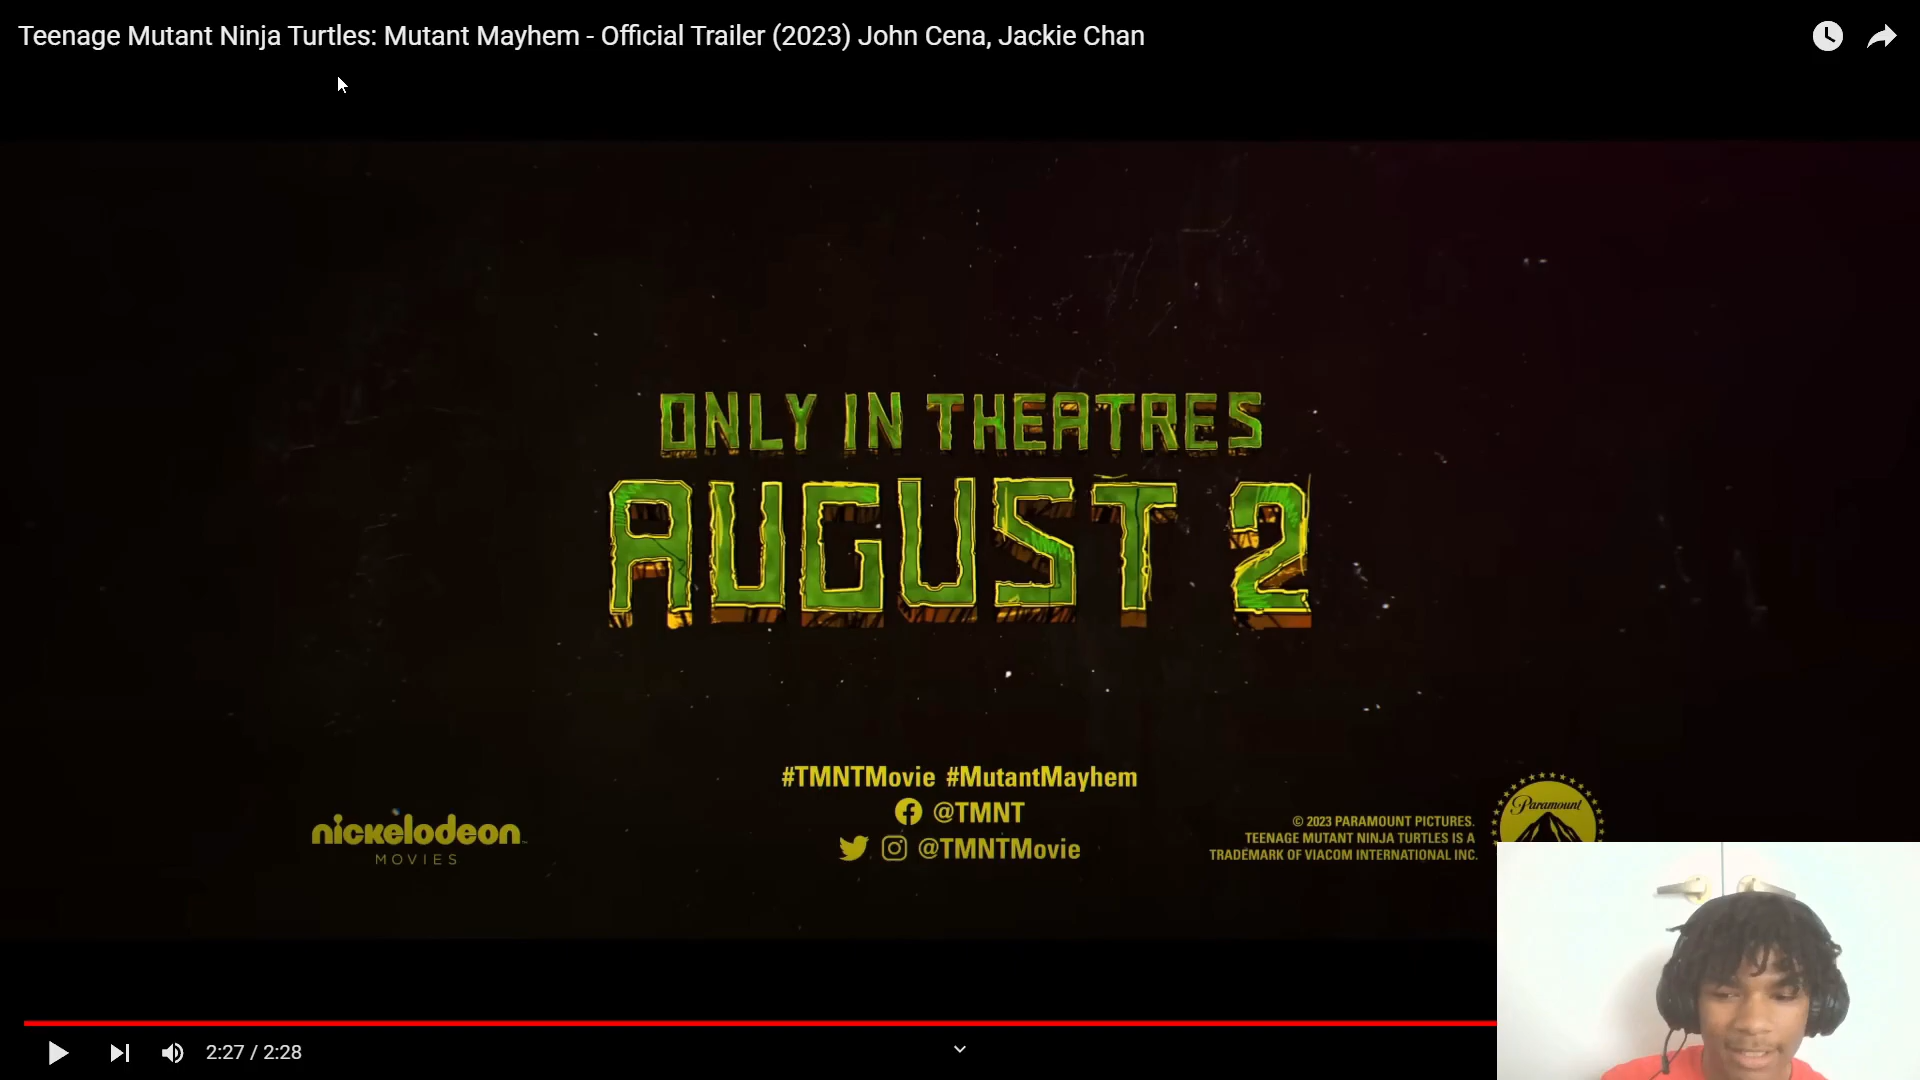 Teenage Mutant Ninja Turtles: Mutant Mayhem - Official Trailer (2023) John Cena, Jackie Chan
ONLY IN THEATRES
AUGUST 2
#TMNTMovie #MutantMayhem
@TMNT
@TMNTMovie
nickelodeon
MOVIES
© 2023 PARAMOUNT PICTURES.
TEENAGE MUTANT NINJA TURTLES IS A
TRADEMARK OF VIACOM INTERNATIONAL INC.
Paramount
2:27 / 2:28